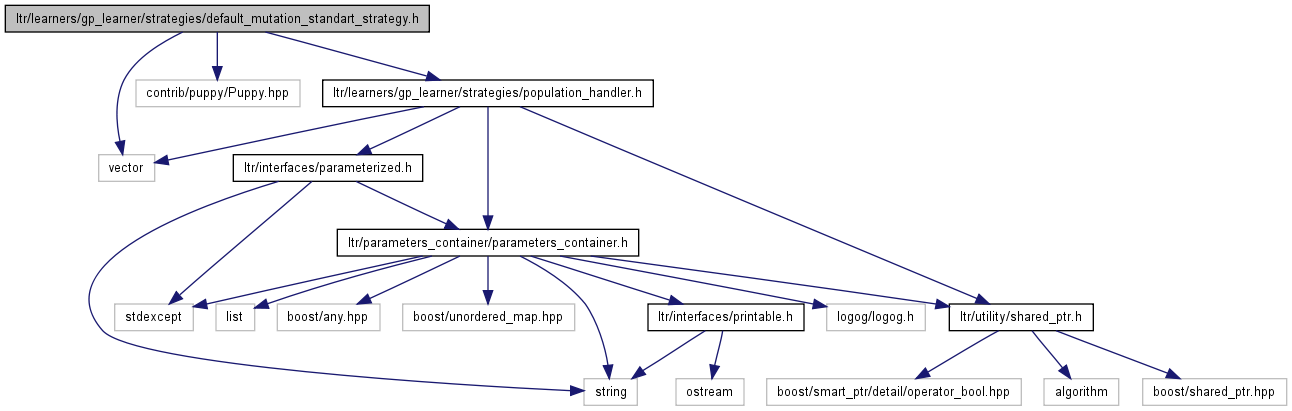 ltr/learners/gp_learner/strategies/default_mutation_standart_strategy.h
contrib/puppy/Puppy.hpp
ltr/learners/gp_learner/strategies/population_handler.h
vector
ltr/interfaces/parameterized.h
ltr/parameters_container/parameters_container.h
stdexcept
list
boost/any.hpp
boost/unordered_map.hpp
ltr/interfaces/printable.h
logog/logog.h
ltr/utility/shared_ptr.h
string
ostream
boost/smart_ptr/detail/operator_bool.hpp
algorithm
boost/shared_ptr.hpp